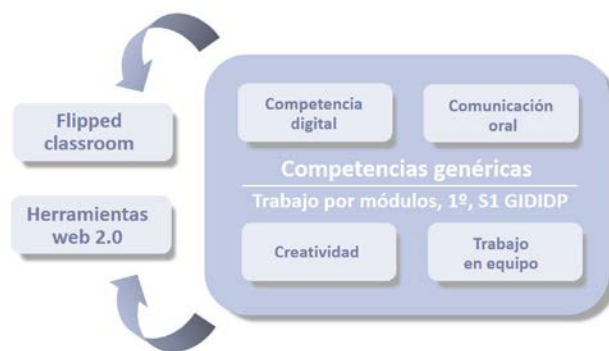 Flipped
classroom
Herramientas
web 2.0
Competencia
digital
Comunicación
oral
Competencias genéricas
Trabajo por módulos, 1º, S1 GIDIDP
Creatividad
Trabajo
en equipo